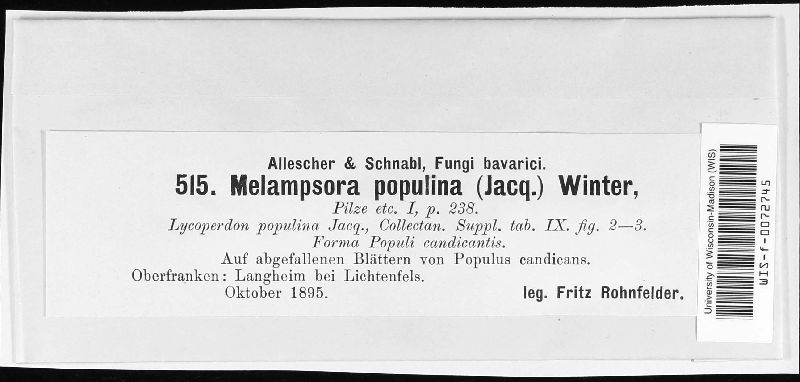 Allescher & Schnabl, Fungi bavarici.
515. Melampsora populina (Jacq.) Winter,
Pilze etc. I, p. 238.
Lycoperdon populina Jacq., Collectan. Suppl. tab. IX. fig. 2—3.
Forma Populi candicantis.
Auf abgefallenen Blättern von Populus candicans.
Oberfranken: Langheim bei Lichtenfels.
Oktober 1895.
leg. Fritz Rohnfelder.
University of Wisconsin-Madison (WIS)
WIS-f-0072745